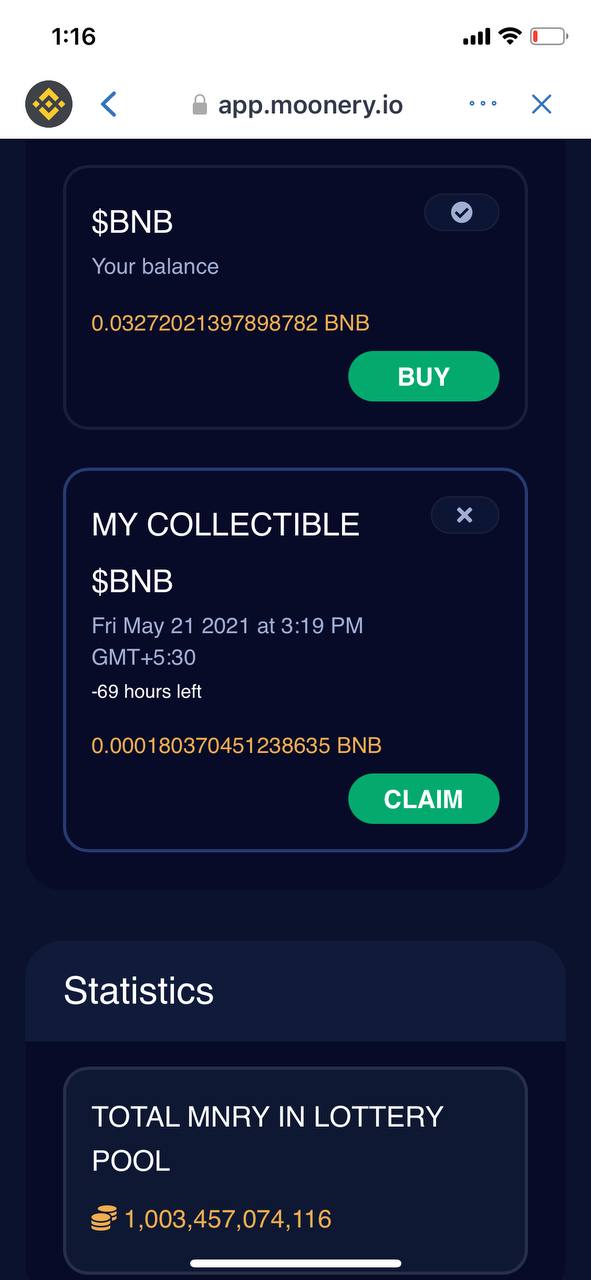 1:16
app.moonery.io
$BNB
Your balance
0.03272021397898782 BNB
BUY
MY COLLECTIBLE
$BNB
Fri May 21 2021 at 3:19 PM
GMT+5:30
-69 hours left
0.000180370451238635 BNB
CLAIM
Statistics
TOTAL MNRY IN LOTTERY
POOL
1,003,457,074,116